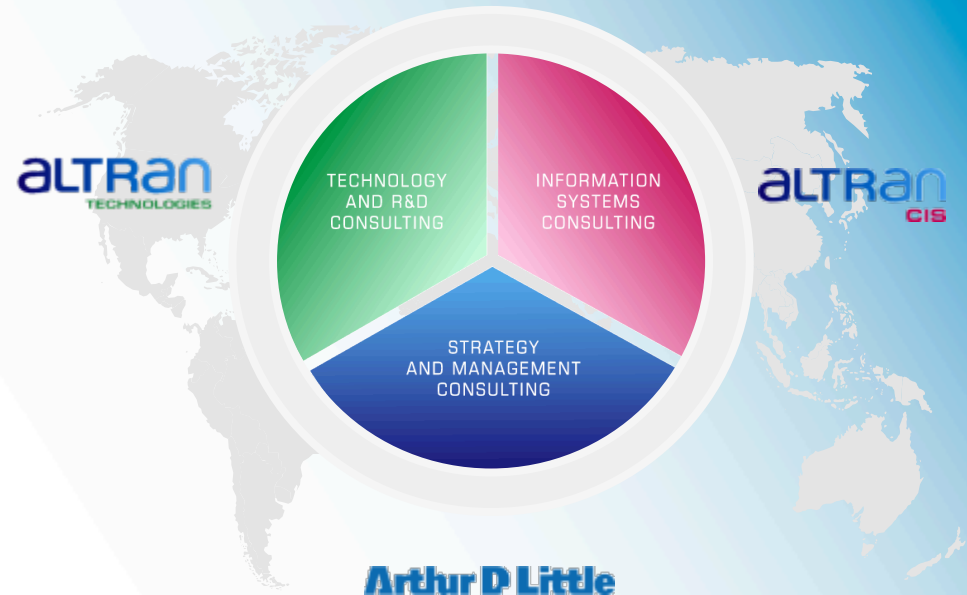 ALTRAN
TECHNOLOGIES
TECHNOLOGY
AND R&D
CONSULTING
INFORMATION
SYSTEMS
CONSULTING
ALTRAN
CIS
STRATEGY
AND MANAGEMENT
CONSULTING
Arthur D Little